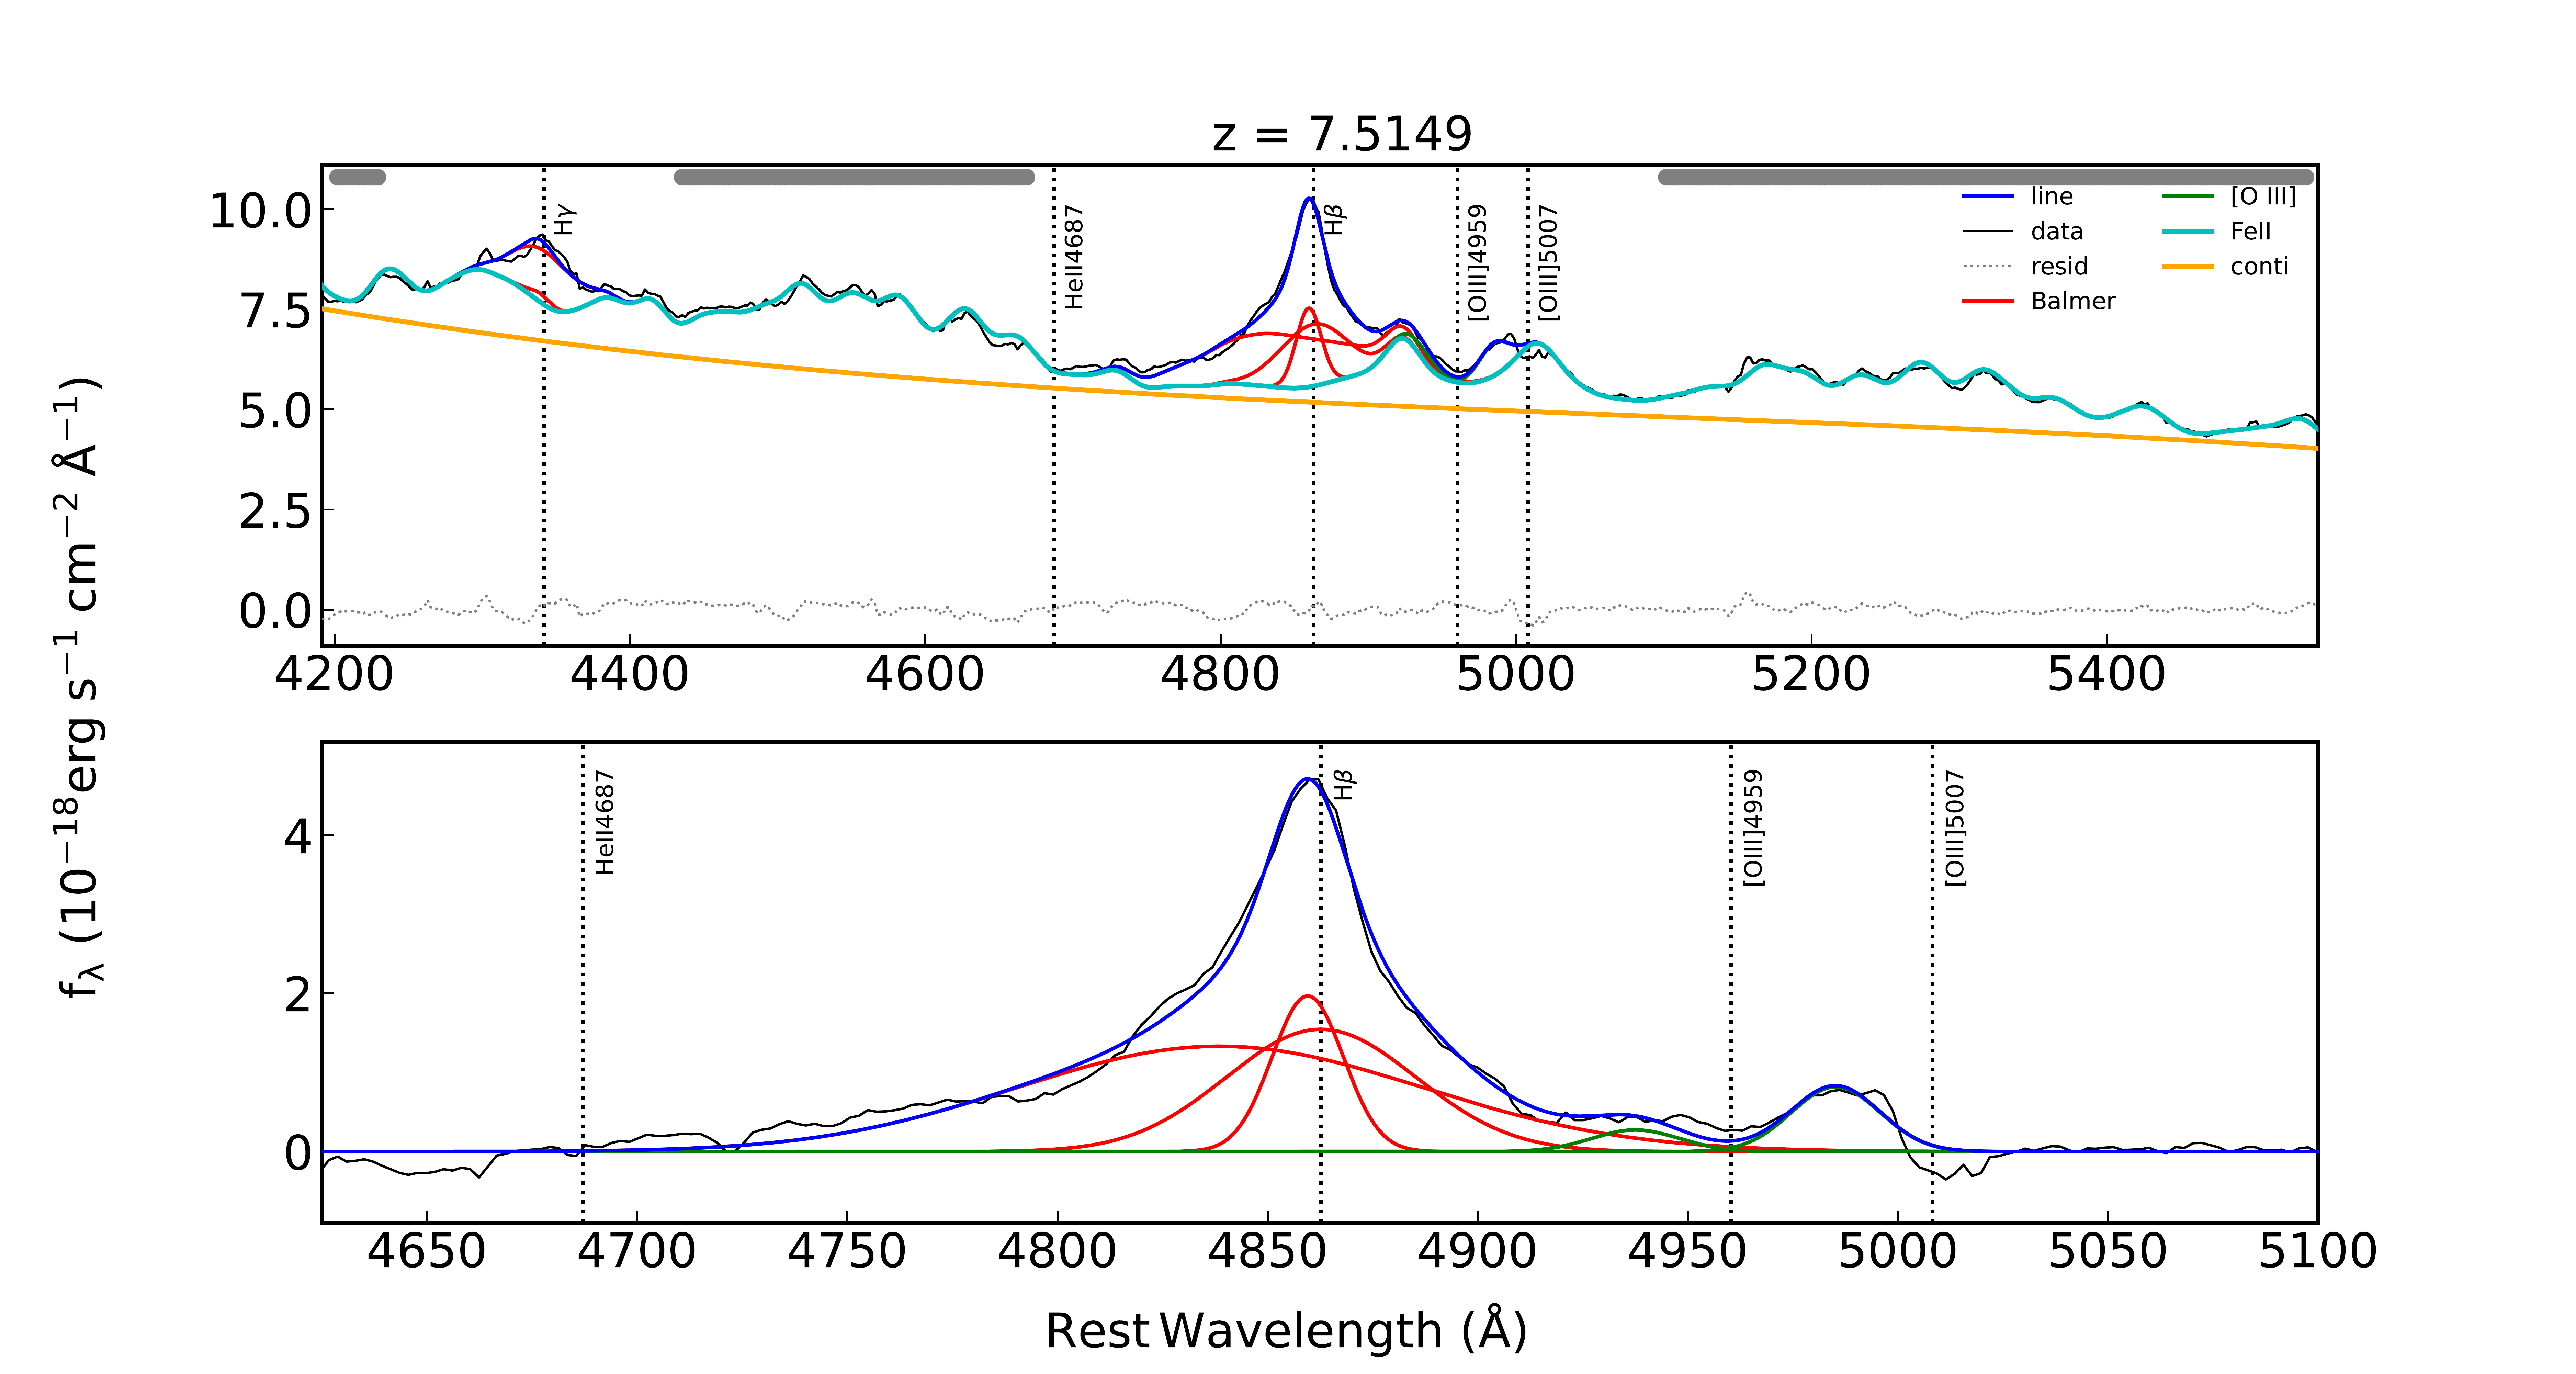 z = 7.5149
10.0
7.5
5.0
2.5
0.0
Hγ
HeII4687
Hβ
[OIII]4959
[OIII]5007
line
data
resid
Balmer
[O III]
FeII
conti
4200 4400 4600 4800 5000 5200 5400
fλ (10⁻¹⁸erg s⁻¹ cm⁻² Å⁻¹)
4
2
0
HeII4687
Hβ
[OIII]4959
[OIII]5007
4650 4700 4750 4800 4850 4900 4950 5000 5050 5100
Rest Wavelength (Å)